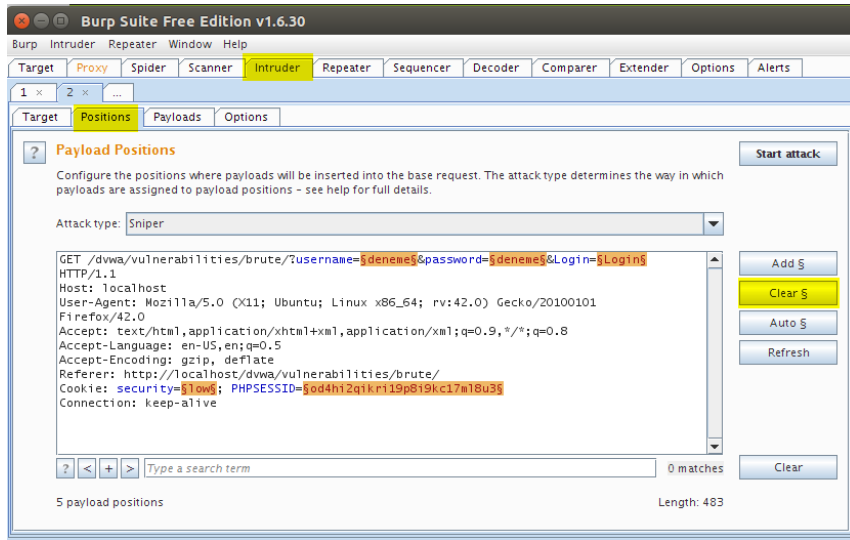 Burp Suite Free Edition v1.6.30
Burp Intruder Repeater Window Help
Target Proxy Spider Scanner Intruder Repeater Sequencer Decoder Comparer Extender Options Alerts
1 × 2 × ...
Target Positions Payloads Options
? Payload Positions
Start attack
Configure the positions where payloads will be inserted into the base request. The attack type determines the way in which
payloads are assigned to payload positions – see help for full details.
Attack type: Sniper
GET /dvwa/vulnerabilities/brute/?username=§deneme§&password=§deneme§&Login=§Login§
HTTP/1.1
Host: localhost
User-Agent: Mozilla/5.0 (X11; Ubuntu; Linux x86_64; rv:42.0) Gecko/20100101
Firefox/42.0
Accept: text/html,application/xhtml+xml,application/xml;q=0.9,*/*;q=0.8
Accept-Language: en-US,en;q=0.5
Accept-Encoding: gzip, deflate
Referer: http://localhost/dvwa/vulnerabilities/brute/
Cookie: security=§low§; PHPSESSID=§od4hi2qikri19p8i9kc17ml8u3§
Connection: keep-alive
Add §
Clear §
Auto §
Refresh
? < + > Type a search term 0 matches Clear
5 payload positions Length: 483